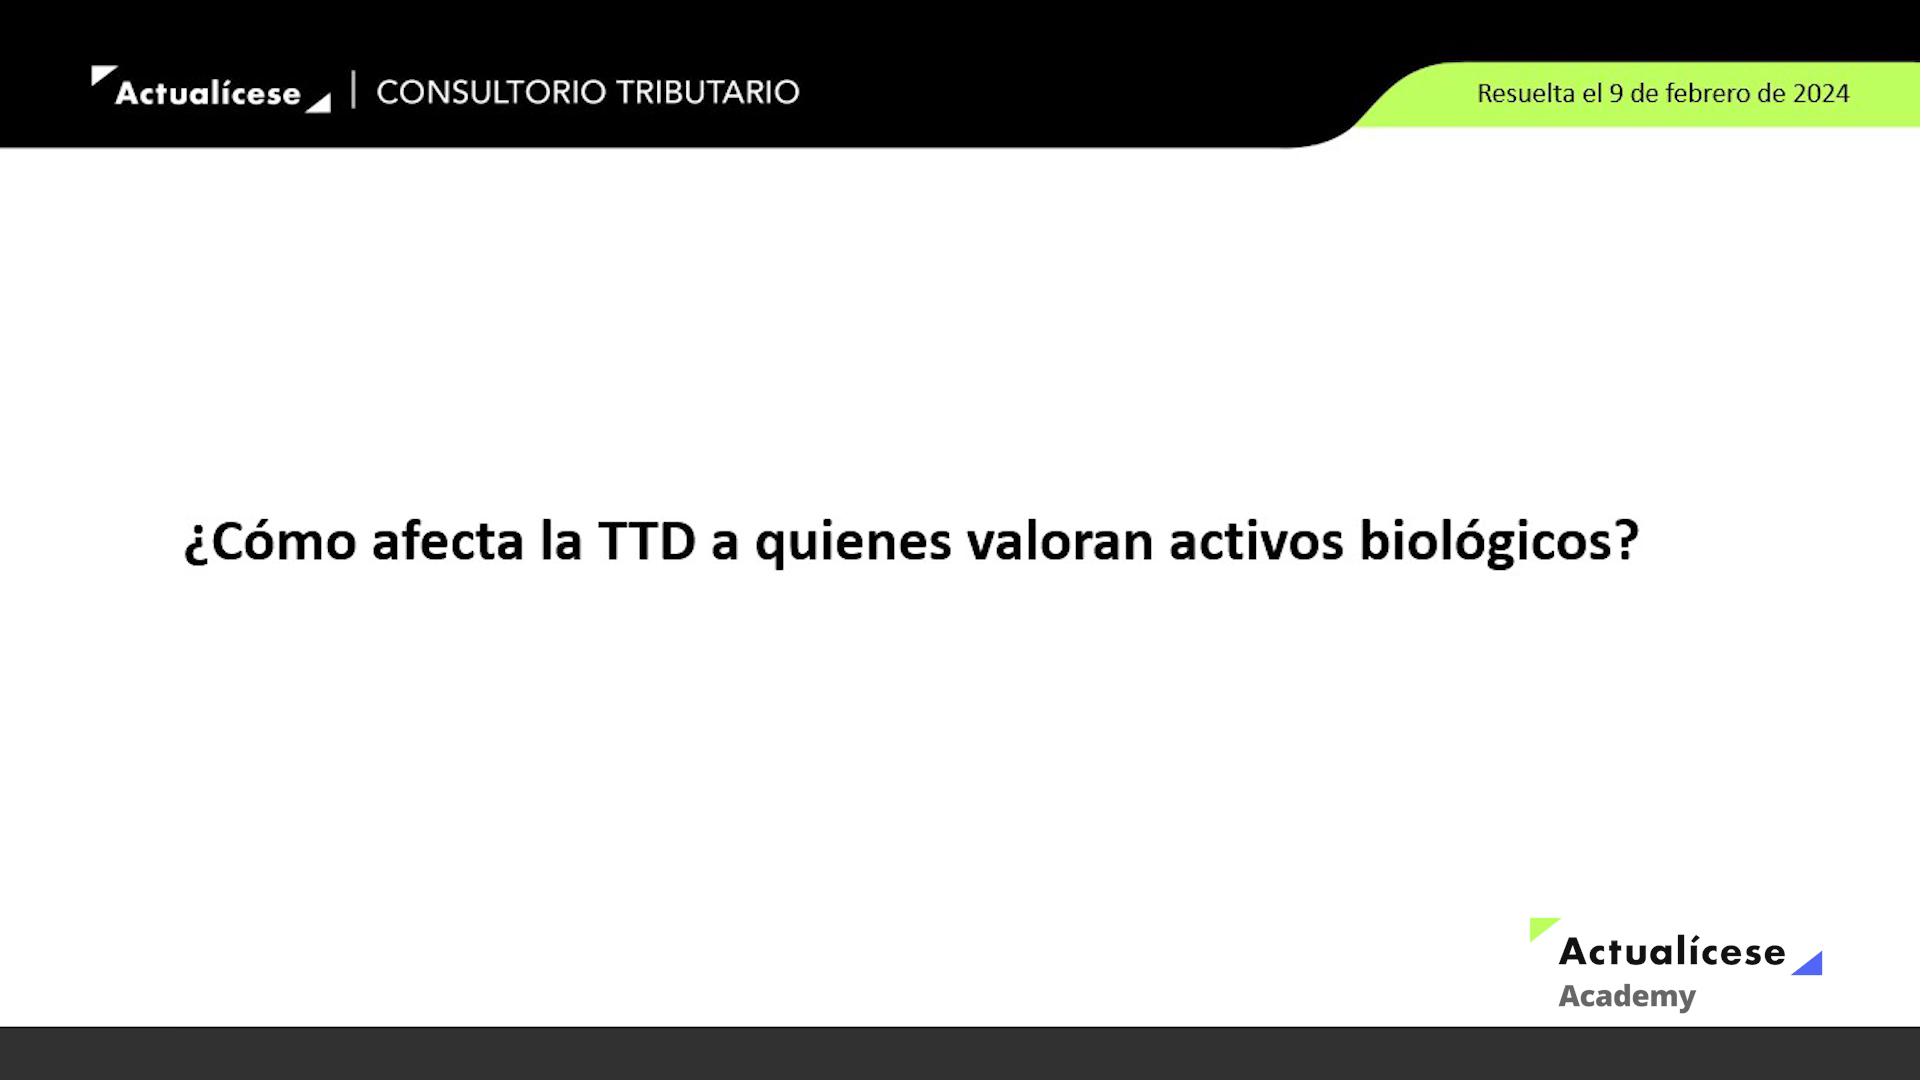 Actualícese | CONSULTORIO TRIBUTARIO
Resuelta el 9 de febrero de 2024
¿Cómo afecta la TTD a quienes valoran activos biológicos?
Actualícese
Academy